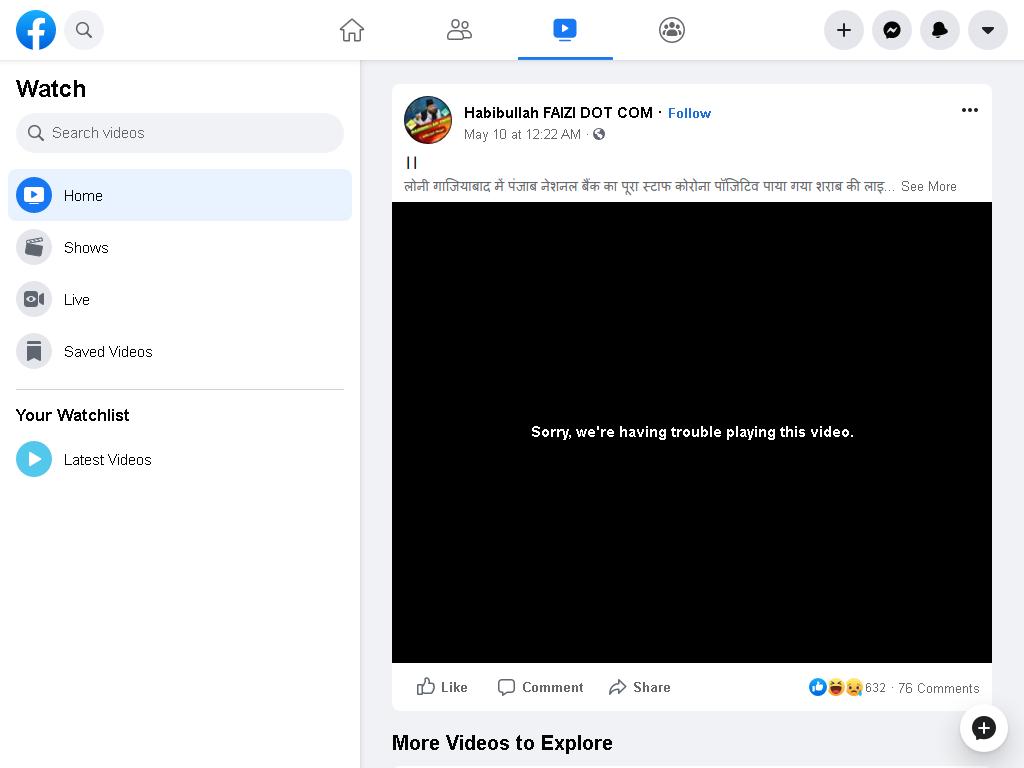 Watch
Search videos
Home
Shows
Live
Saved Videos
Your Watchlist
Latest Videos
Habibullah FAIZI DOT COM · Follow
May 10 at 12:22 AM ·
||
लोनी गाजियाबाद में पंजाब नेशनल बैंक का पूरा स्टाफ कोरोना पॉजिटिव पाया गया शराब की लाइ... See More
Sorry, we're having trouble playing this video.
Like Comment Share 632 · 76 Comments
More Videos to Explore